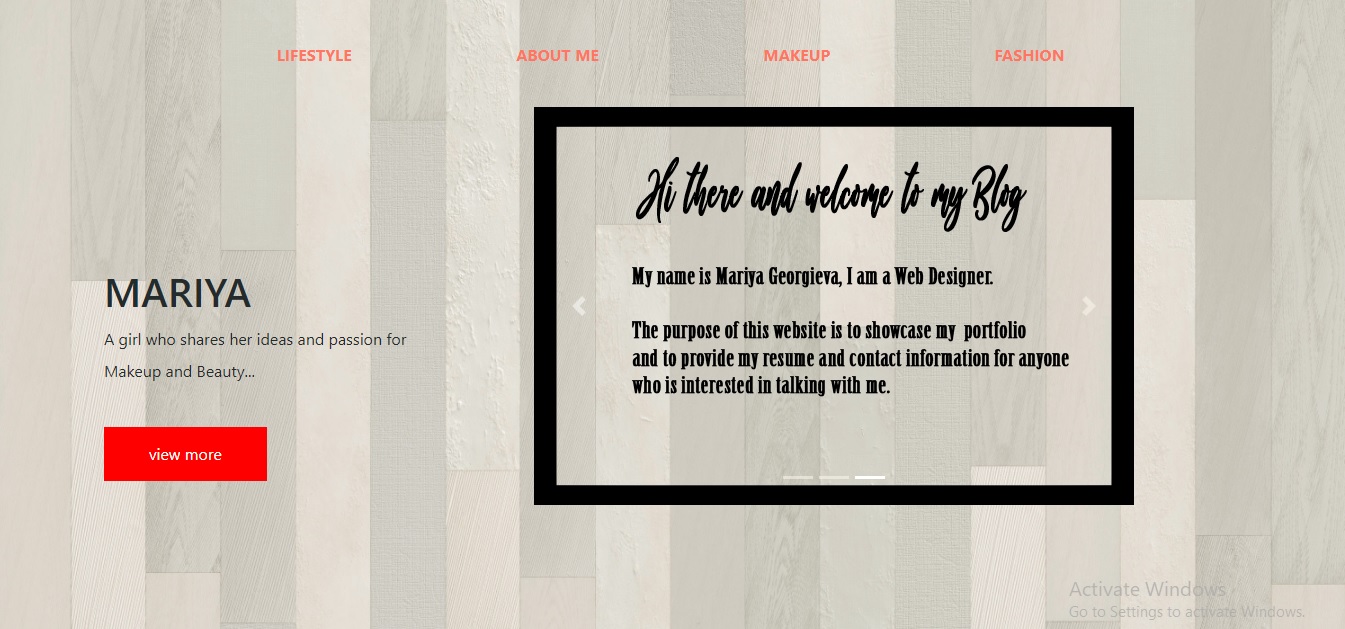 LIFESTYLE ABOUT ME MAKEUP FASHION
Hi there and welcome to my Blog
My name is Mariya Georgieva, I am a Web Designer.
The purpose of this website is to showcase my  portfolio
and to provide my resume and contact information for anyone
who is interested in talking with me.
MARIYA
A girl who shares her ideas and passion for
Makeup and Beauty...
view more
Activate Windows
Go to Settings to activate Windows.